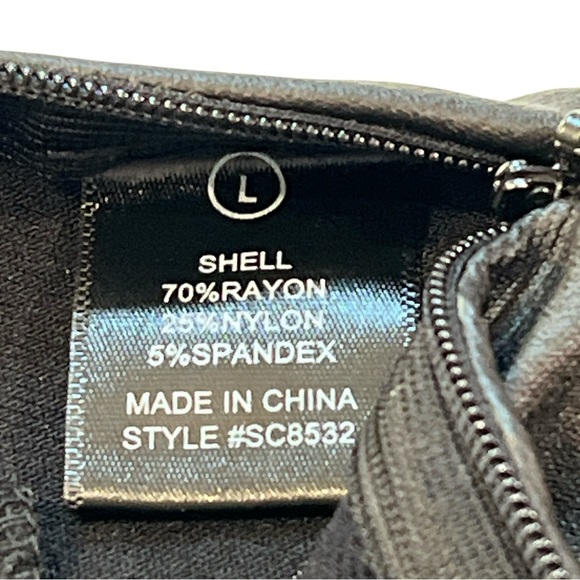 L
SHELL
70%RAYON
25%NYLON
5%SPANDEX
MADE IN CHINA
STYLE #SC8532